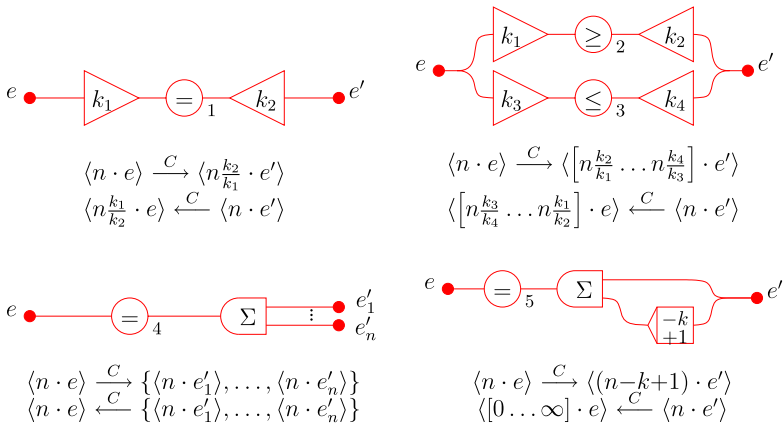 e k₁ = ₁ k₂ e′
⟨n · e⟩ —C→ ⟨n k₂/k₁ · e′⟩
⟨n k₁/k₂ · e⟩ ←C— ⟨n · e′⟩
k₁ ≥ ₂ k₂
e e′
k₃ ≤ ₃ k₄
⟨n · e⟩ —C→ ⟨[n k₂/k₁ … n k₄/k₃] · e′⟩
⟨[n k₃/k₄ … n k₁/k₂] · e⟩ ←C— ⟨n · e′⟩
e = ₄ Σ e′₁ ⋮ e′ₙ
⟨n · e⟩ —C→ {⟨n · e′₁⟩, …, ⟨n · e′ₙ⟩}
⟨n · e⟩ ←C— {⟨n · e′₁⟩, …, ⟨n · e′ₙ⟩}
e = ₅ Σ e′
−k
+1
⟨n · e⟩ —C→ ⟨(n−k+1) · e′⟩
⟨[0 … ∞] · e⟩ ←C— ⟨n · e′⟩